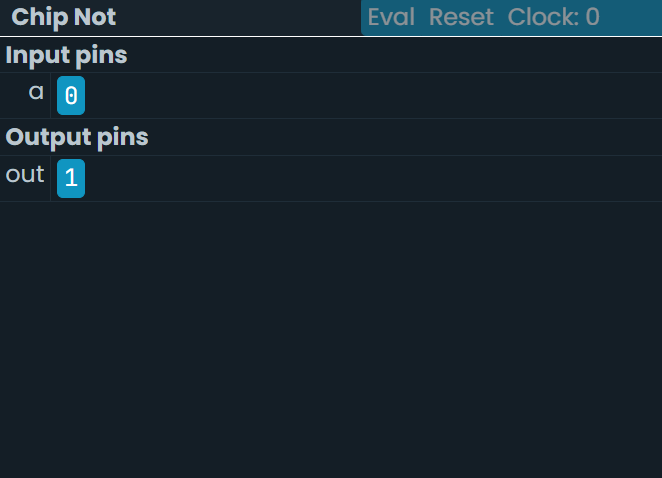 Chip Not Eval Reset Clock: 0
Input pins
a 0
Output pins
out 1